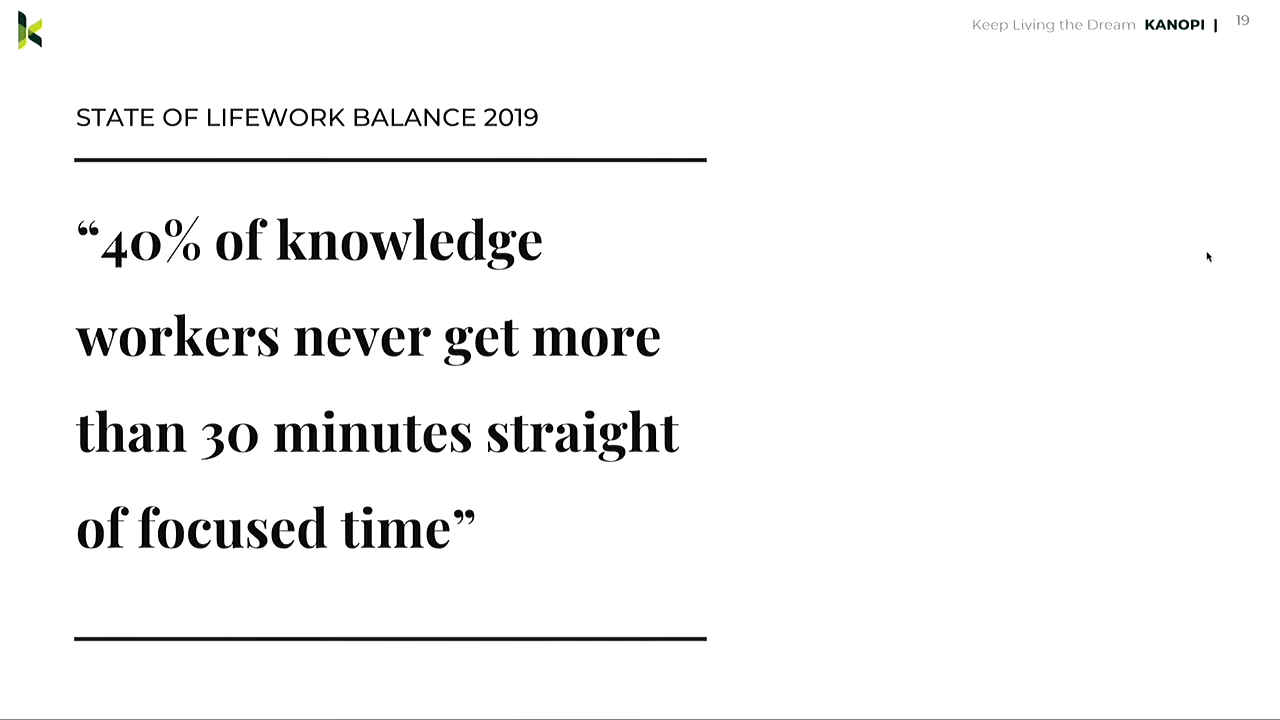 Keep Living the Dream KANOPI | 19
STATE OF LIFEWORK BALANCE 2019
“40% of knowledge
workers never get more
than 30 minutes straight
of focused time”